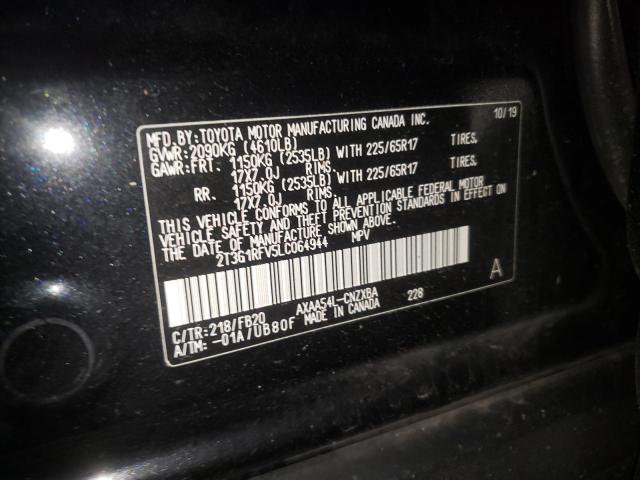 MFD.BY:TOYOTA MOTOR MANUFACTURING CANADA INC. 10/19
GVWR:2090KG (4610LB)
GAWR:FRT. 1150KG (2535LB) WITH 225/65R17 TIRES.
17X7.0J RIMS.
RR. 1150KG (2535LB) WITH 225/65R17 TIRES.
17X7.0J RIMS.
THIS VEHICLE CONFORMS TO ALL APPLICABLE FEDERAL MOTOR
VEHICLE SAFETY AND THEFT PREVENTION STANDARDS IN EFFECT ON
THE DATE OF MANUFACTURE SHOWN ABOVE.
2T3G1RFV5LC064944 MPV
A
C/TR:218/FB20 AXAA54L-CNZXBA 228
A/TM:-01A/UB80F MADE IN CANADA